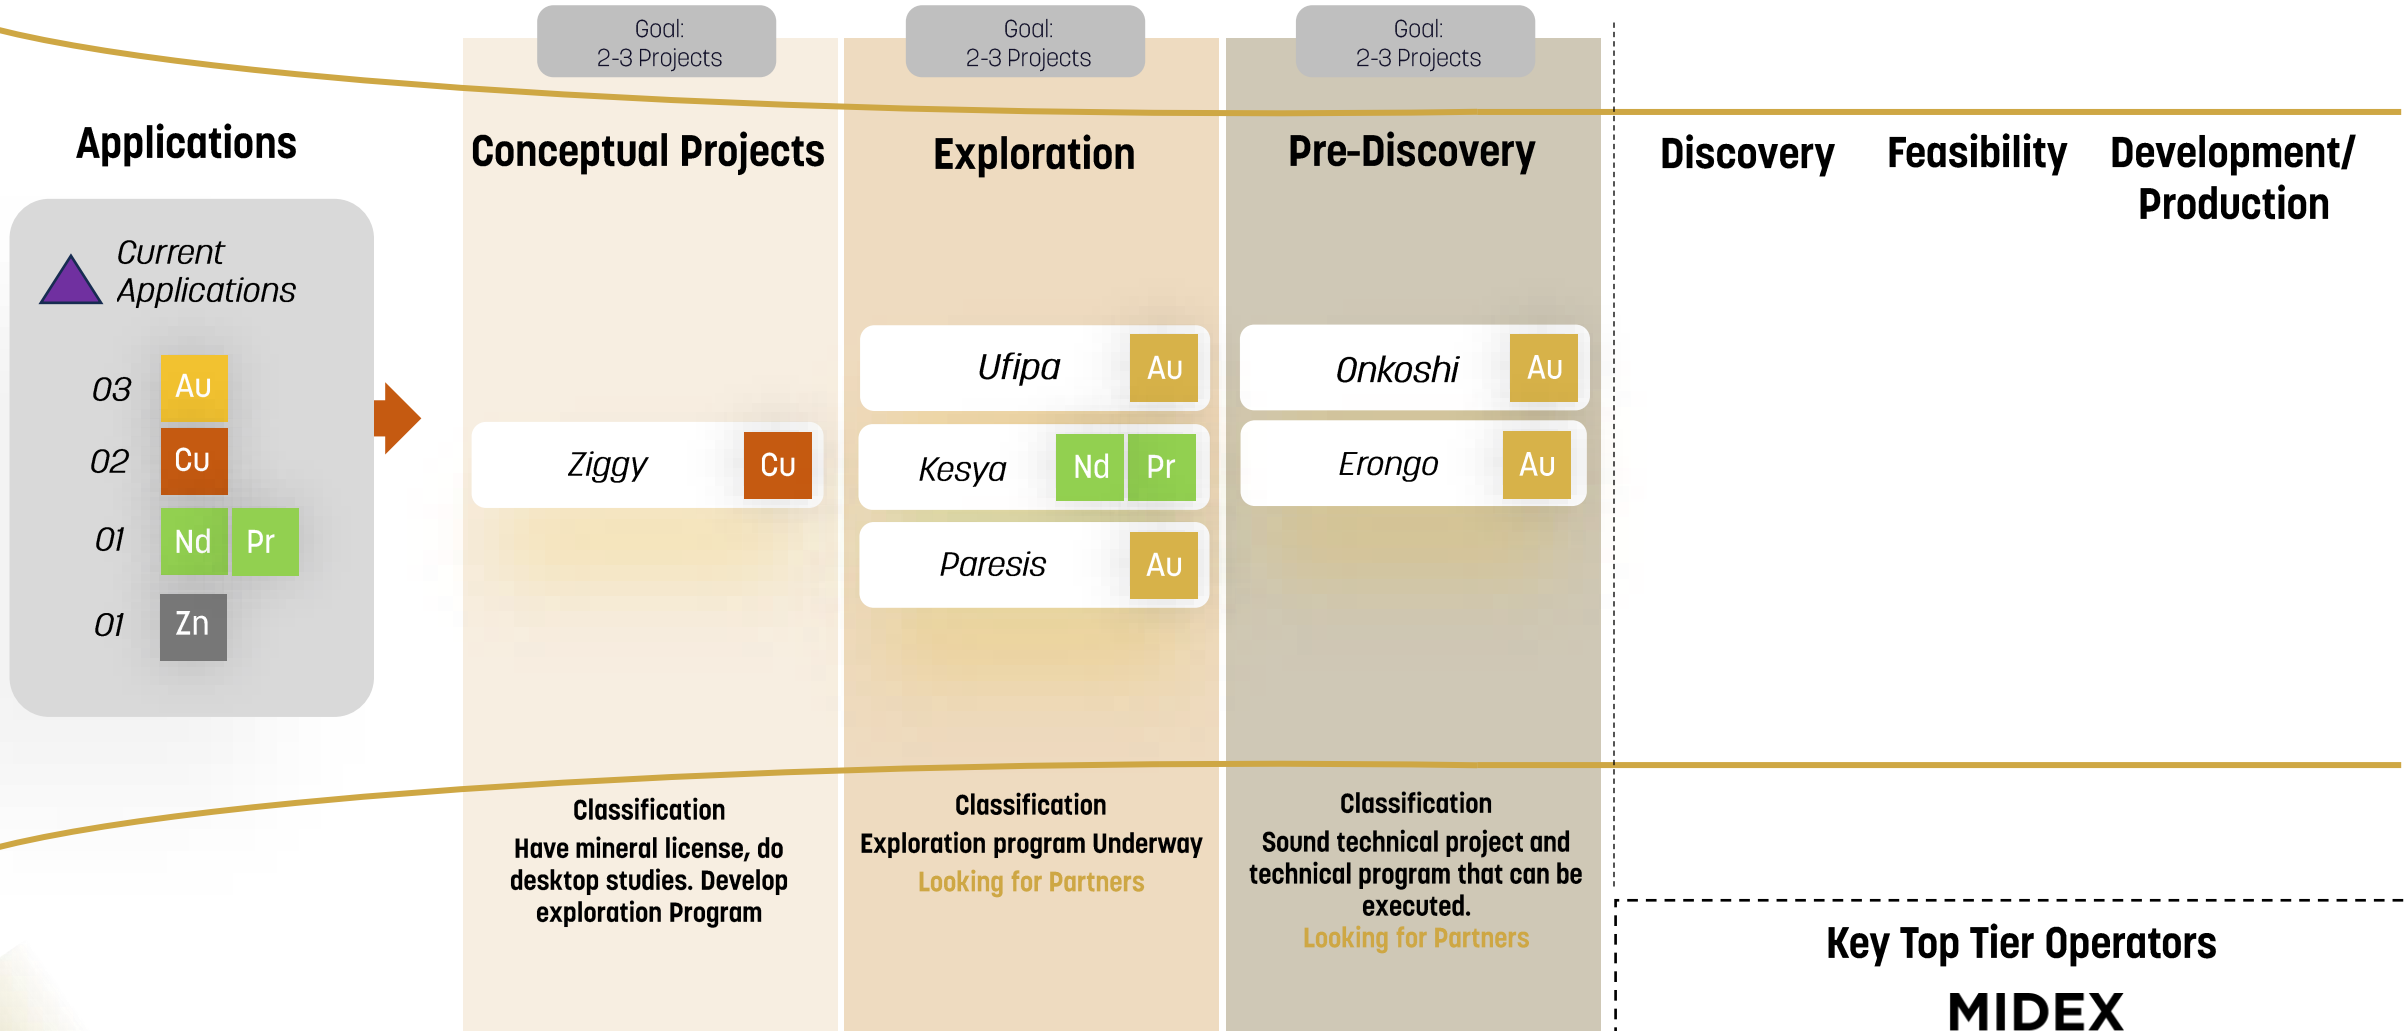 Goal:
2-3 Projects
Goal:
2-3 Projects
Goal:
2-3 Projects
Applications
Conceptual Projects
Exploration
Pre-Discovery
Discovery
Feasibility
Development/
Production
Current
Applications
03 Au
02 Cu
01 Nd Pr
01 Zn
Ziggy Cu
Ufipa Au
Kesya Nd Pr
Paresis Au
Onkoshi Au
Erongo Au
Classification
Have mineral license, do
desktop studies. Develop
exploration Program
Classification
Exploration program Underway
Looking for Partners
Classification
Sound technical project and
technical program that can be
executed.
Looking for Partners
Key Top Tier Operators
MIDEX